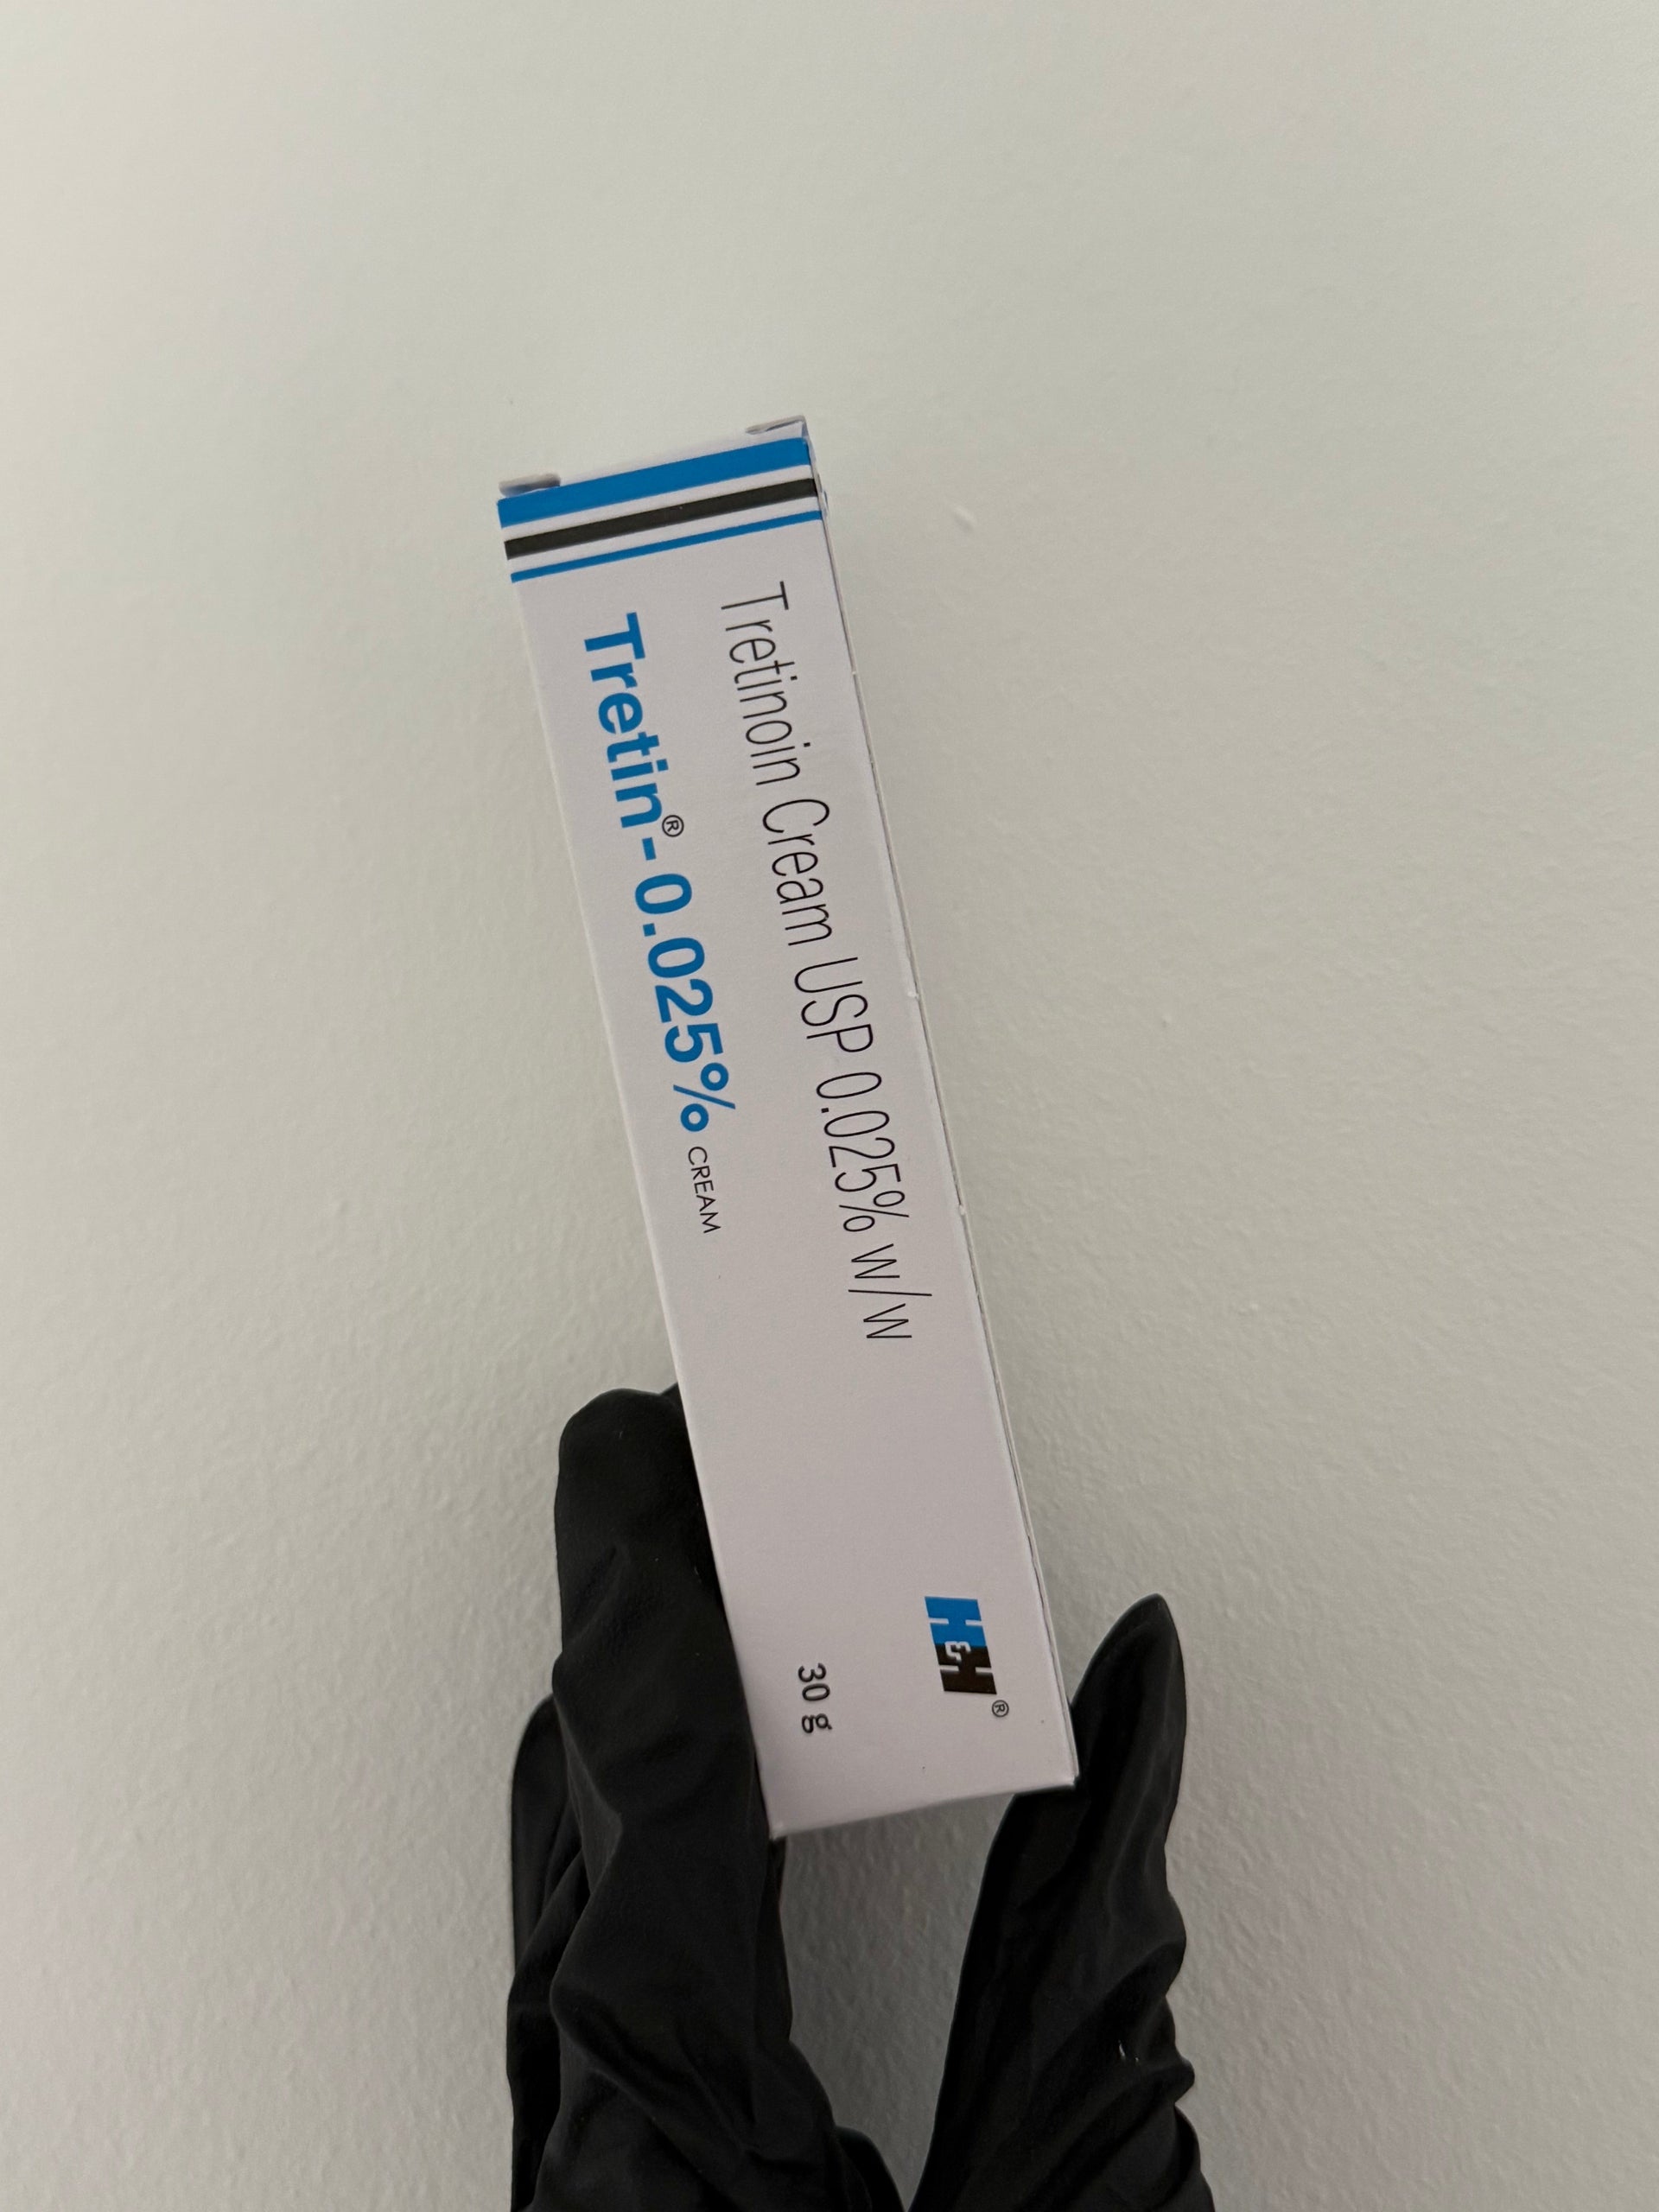 Tretinoin Cream USP 0.025% w/w
Tretin®-0.025% CREAM
H&H®
30 g